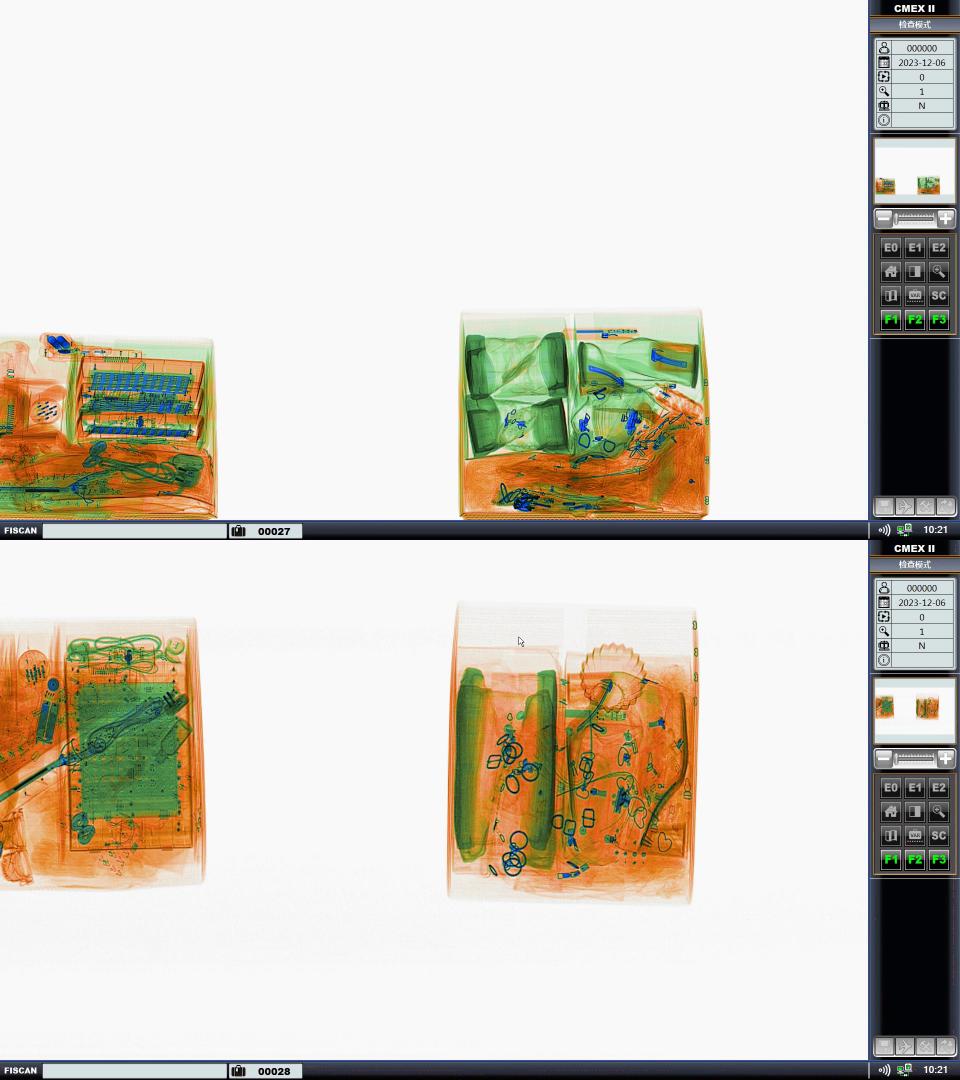 CMEX II
检查模式
000000
2023-12-06
0
1
N
E0 E1 E2
VAR SC
F1 F2 F3
FISCAN 00027 10:21
CMEX II
检查模式
000000
2023-12-06
0
1
N
E0 E1 E2
VAR SC
F1 F2 F3
FISCAN 00028 10:21